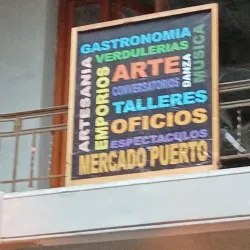 GASTRONOMIA
VERDULERIAS
ARTESANIA
EMPORIOS
ARTE
CONVERSATORIOS
DANZA
MUSICA
TALLERES
OFICIOS
ESPECTACULOS
MERCADO PUERTO